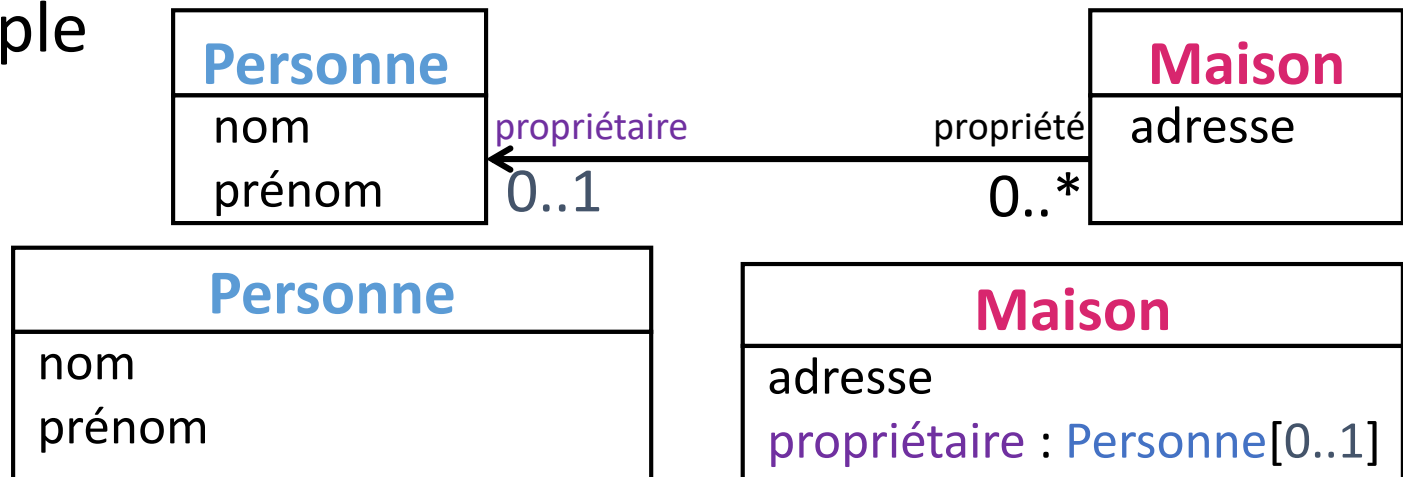 ple
Personne
nom
prénom
propriétaire
0..1
propriété
0..*
Maison
adresse
Personne
nom
prénom
Maison
adresse
propriétaire : Personne[0..1]